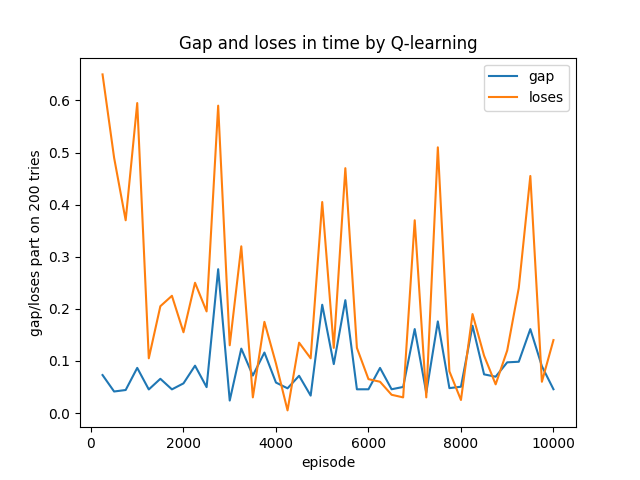 Gap and loses in time by Q-learning
gap
loses
gap/loses part on 200 tries
0.6
0.5
0.4
0.3
0.2
0.1
0.0
0 2000 4000 6000 8000 10000
episode